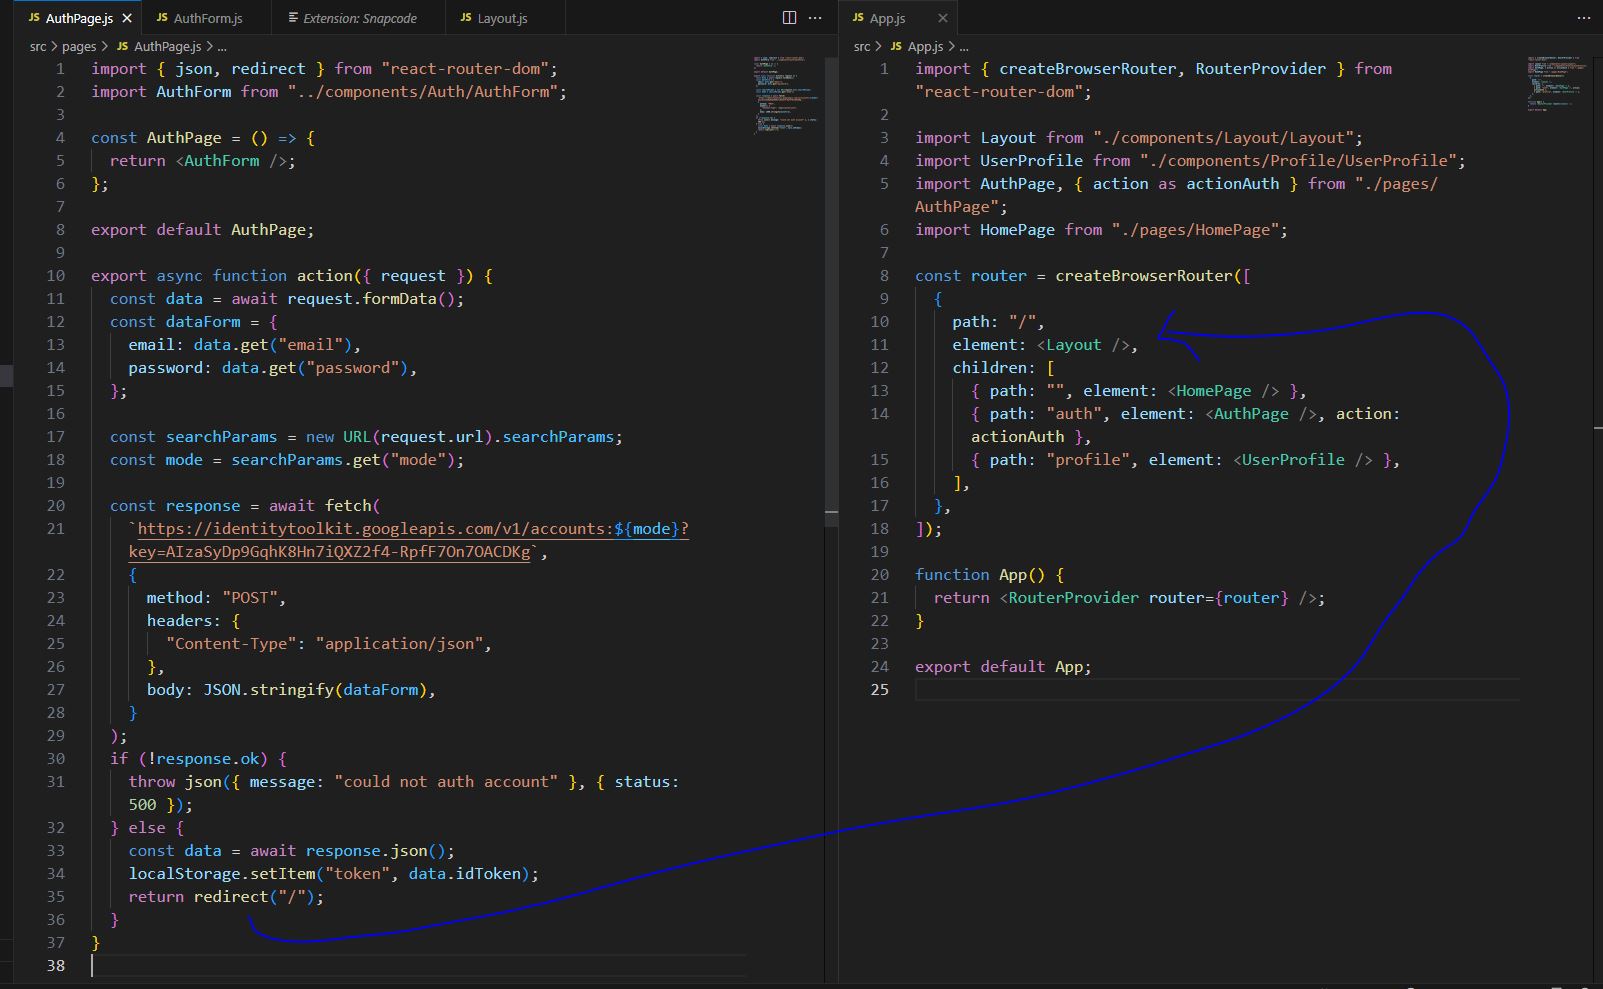 JS AuthPage.js ×
JS AuthForm.js
Extension: Snapcode
JS Layout.js
...
src > pages > JS AuthPage.js > ...
1 import { json, redirect } from "react-router-dom";
2 import AuthForm from "../components/Auth/AuthForm";
3
4 const AuthPage = () => {
5 return <AuthForm />;
6 };
7
8 export default AuthPage;
9
10 export async function action({ request }) {
11 const data = await request.formData();
12 const dataForm = {
13 email: data.get("email"),
14 password: data.get("password"),
15 };
16
17 const searchParams = new URL(request.url).searchParams;
18 const mode = searchParams.get("mode");
19
20 const response = await fetch(
21 `https://identitytoolkit.googleapis.com/v1/accounts:${mode}?
key=AIzaSyDp9GqhK8Hn7iQXZ2f4-RpfF7On7OACDKg`,
22 {
23 method: "POST",
24 headers: {
25 "Content-Type": "application/json",
26 },
27 body: JSON.stringify(dataForm),
28 }
29 );
30 if (!response.ok) {
31 throw json({ message: "could not auth account" }, { status:
500 });
32 } else {
33 const data = await response.json();
34 localStorage.setItem("token", data.idToken);
35 return redirect("/");
36 }
37 }
38
JS App.js ×
...
src > JS App.js > ...
1 import { createBrowserRouter, RouterProvider } from
"react-router-dom";
2
3 import Layout from "./components/Layout/Layout";
4 import UserProfile from "./components/Profile/UserProfile";
5 import AuthPage, { action as actionAuth } from "./pages/
AuthPage";
6 import HomePage from "./pages/HomePage";
7
8 const router = createBrowserRouter([
9 {
10 path: "/",
11 element: <Layout />,
12 children: [
13 { path: "", element: <HomePage /> },
14 { path: "auth", element: <AuthPage />, action:
actionAuth },
15 { path: "profile", element: <UserProfile /> },
16 ],
17 },
18 ]);
19
20 function App() {
21 return <RouterProvider router={router} />;
22 }
23
24 export default App;
25